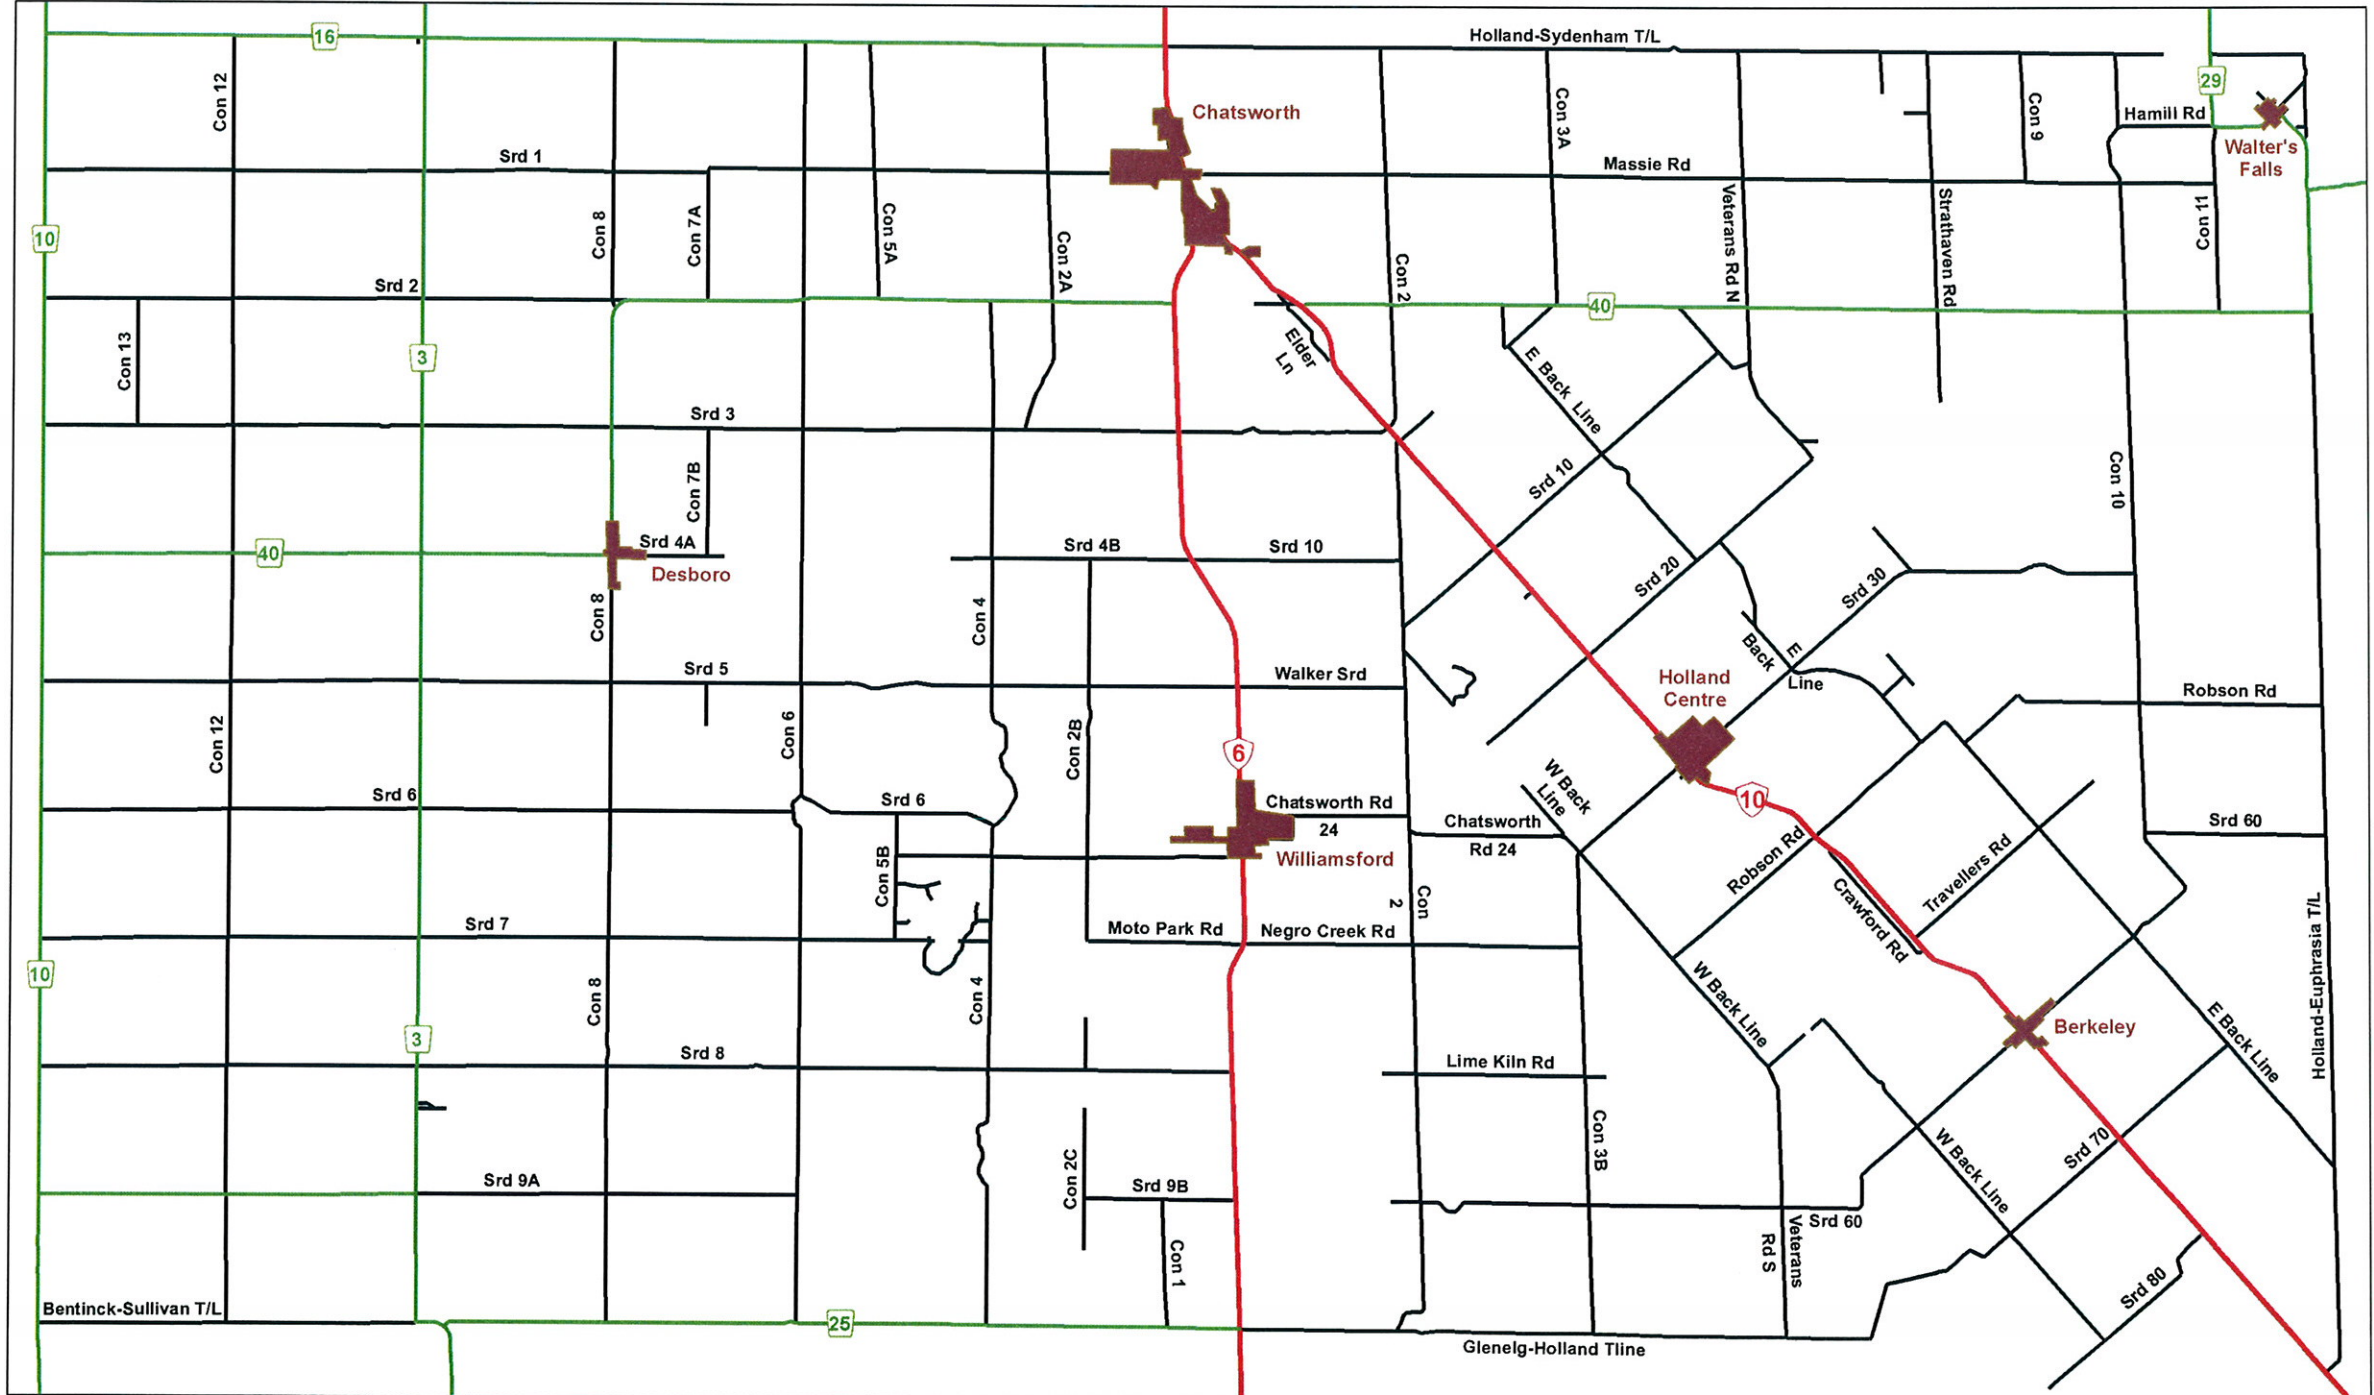 16
Holland-Sydenham T/L
29
Con 12
Chatsworth
Con 3A
Con 9
Hamill Rd
Walter's
Falls
Srd 1
Massie Rd
10
Con 8
Con 7A
Con 5A
Con 2A
Con 2
Veterans Rd N
Strathaven Rd
Con 11
Srd 2
40
Con 13
3
Elder
Ln
E Back Line
Srd 3
Con 7B
Srd 10
Con 10
40
Srd 4A
Desboro
Srd 4B
Srd 10
Srd 20
Srd 30
Con 8
Con 4
Back
E
Line
Srd 5
Walker Srd
Holland
Centre
Robson Rd
Con 12
Con 6
Con 2B
6
W Back
Line
10
Srd 6
Srd 6
Chatsworth Rd
24
Chatsworth
Rd 24
Srd 60
Williamsford
Con 5B
Robson Rd
Travellers Rd
Crawford Rd
Con
2
Srd 7
Moto Park Rd
Negro Creek Rd
10
Con 8
Con 4
W Back Line
Holland-Euphrasia T/L
3
Berkeley
E Back Line
Srd 8
Lime Kiln Rd
Con 3B
Con 2C
W Back Line
Srd 70
Srd 9A
Srd 9B
Srd 60
Con 1
Veterans
Rd S
Srd 80
Bentinck-Sullivan T/L
25
Glenelg-Holland Tline